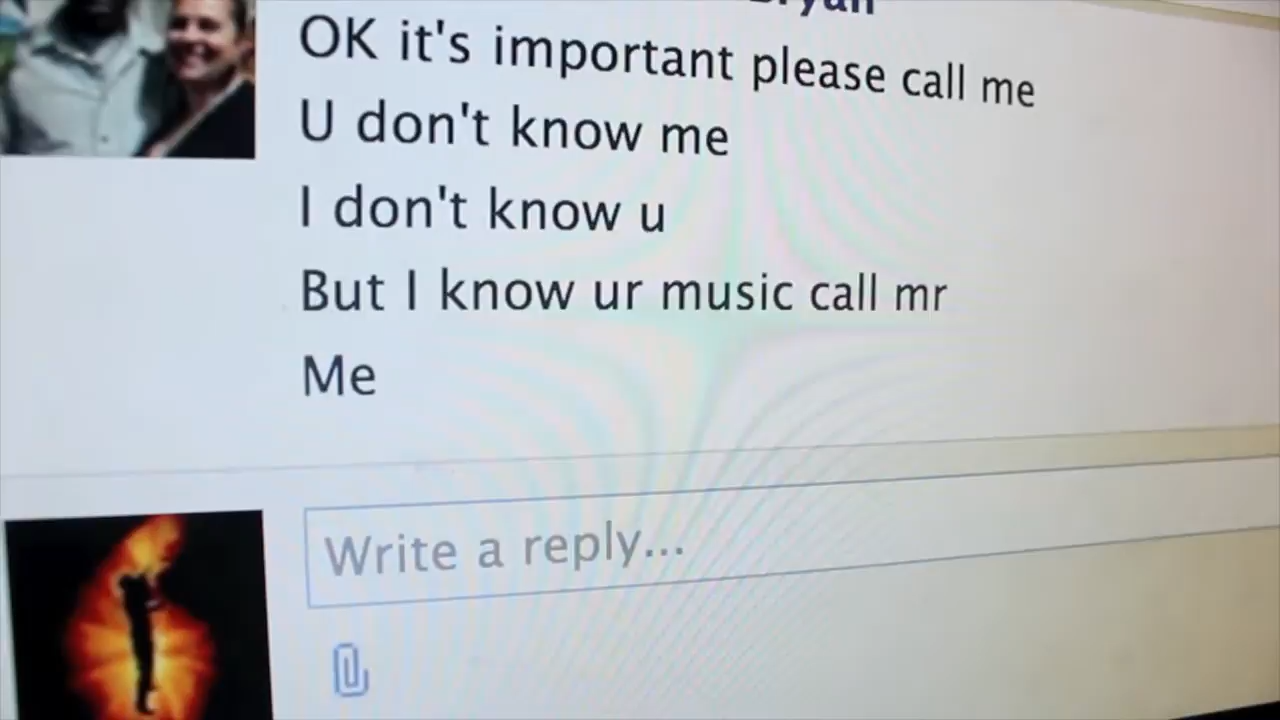 Bryan
OK it's important please call me
U don't know me
I don't know u
But I know ur music call mr
Me
Write a reply...